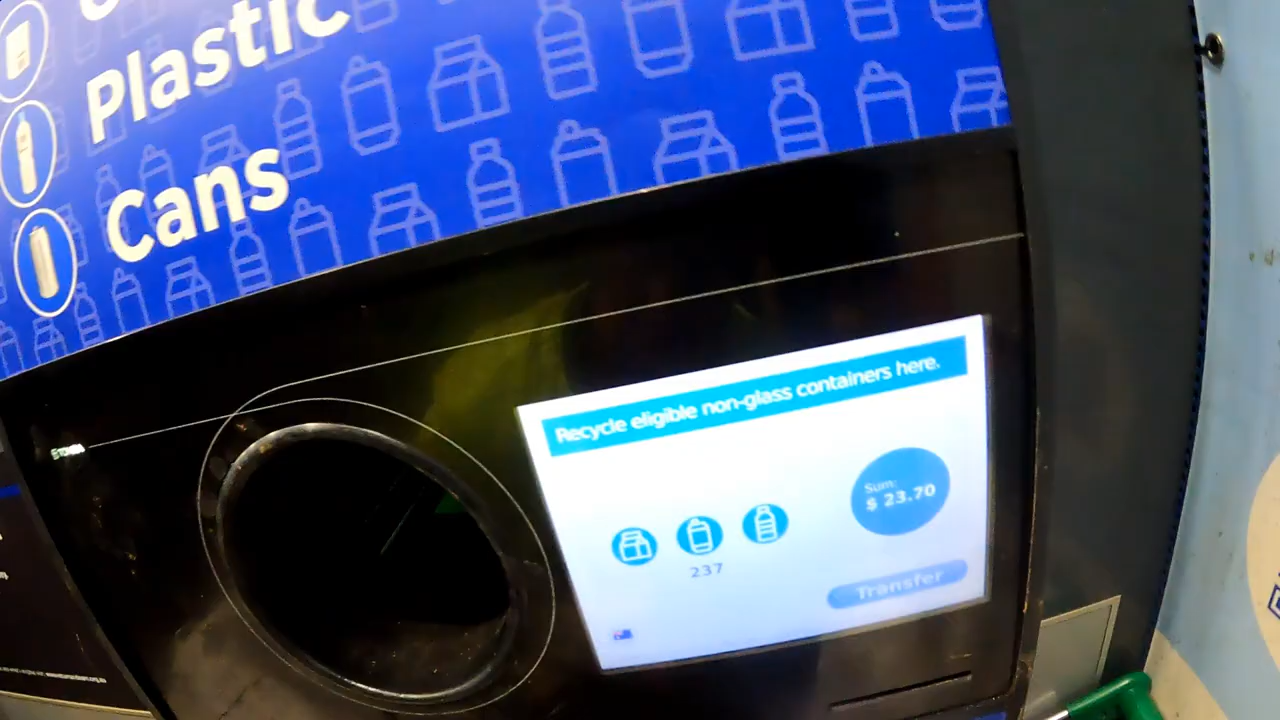 Plastic
Cans
Recycle eligible non-glass containers here.
Sum:
$ 23.70
237
Transfer